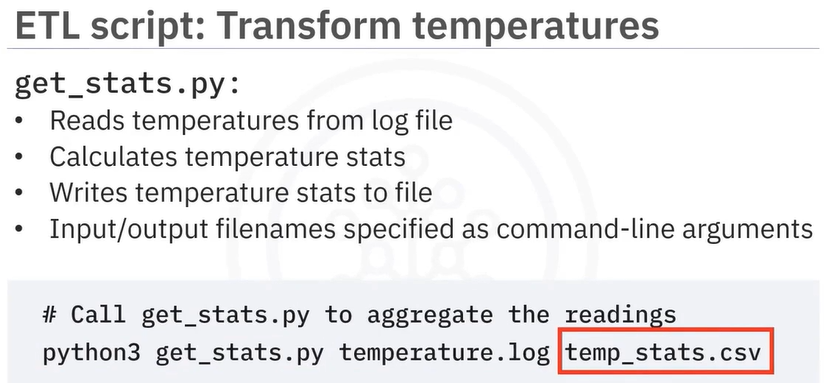 ETL script: Transform temperatures
get_stats.py:
• Reads temperatures from log file
• Calculates temperature stats
• Writes temperature stats to file
• Input/output filenames specified as command-line arguments
# Call get_stats.py to aggregate the readings
python3 get_stats.py temperature.log temp_stats.csv